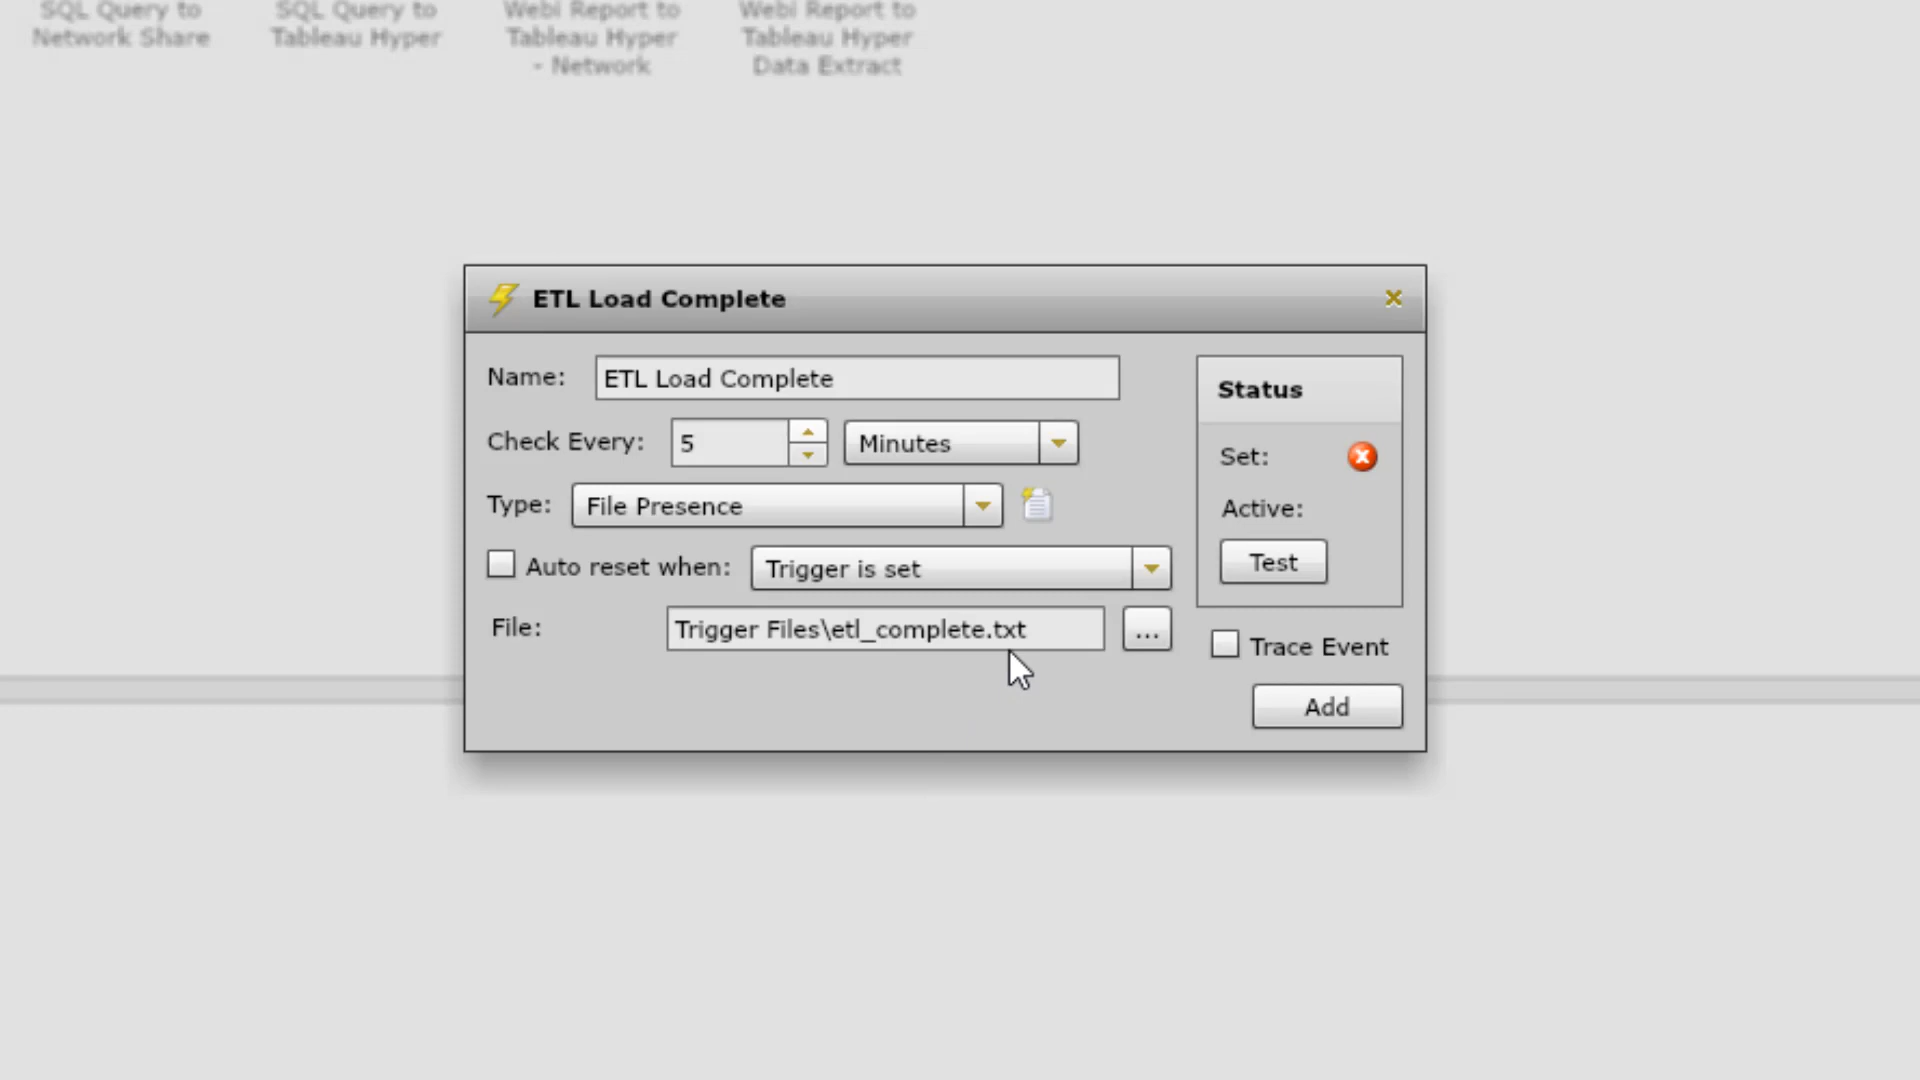 SQL Query to
Network Share
SQL Query to
Tableau Hyper
Webi Report to
Tableau Hyper
- Network
Webi Report to
Tableau Hyper
Data Extract
ETL Load Complete
Name: ETL Load Complete
Check Every: 5 Minutes
Type: File Presence
Auto reset when: Trigger is set
File: Trigger Files\etl_complete.txt ...
Status
Set:
Active:
Test
Trace Event
Add